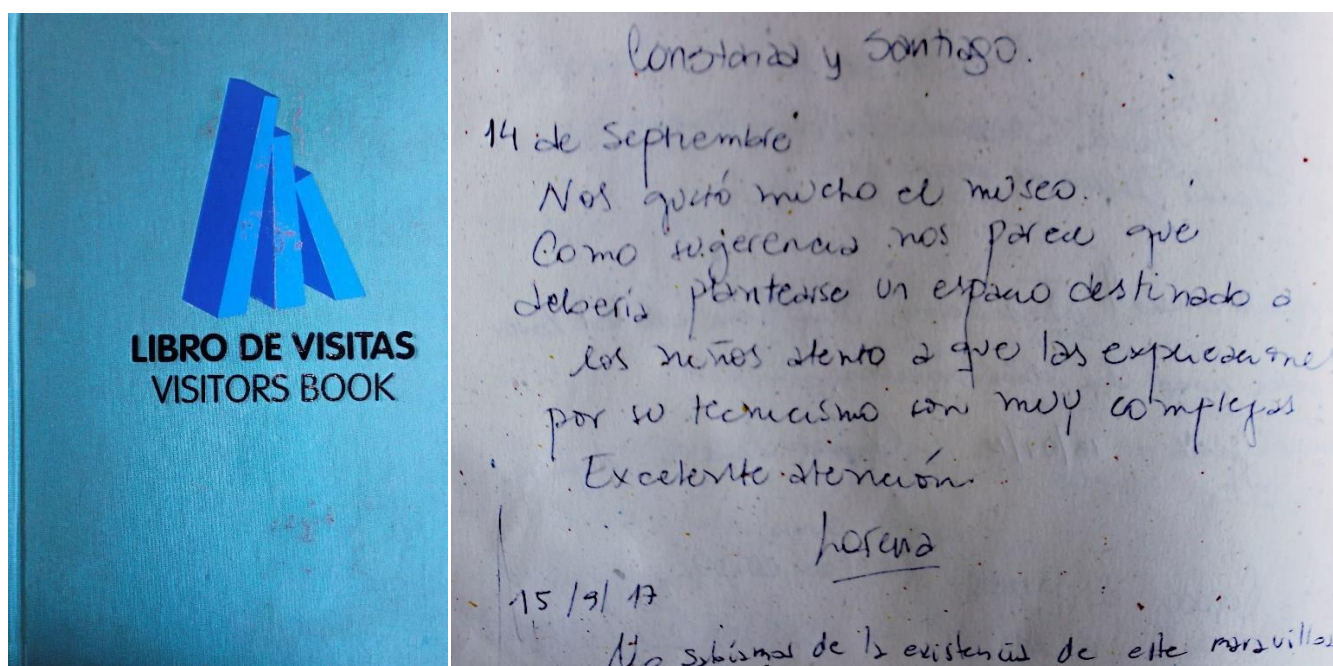 LIBRO DE VISITAS
VISITORS BOOK
Constanza y Santiago.
14 de Septiembre
Nos gustó mucho el museo.
Como sugerencia nos parece que
debería plantearse un espacio destinado a
los niños atento a que las explicaciones
por su tecnicismo son muy complejas
Excelente atención.
Lorena
15/9/17
No sabíamos de la existencia de este maravillos